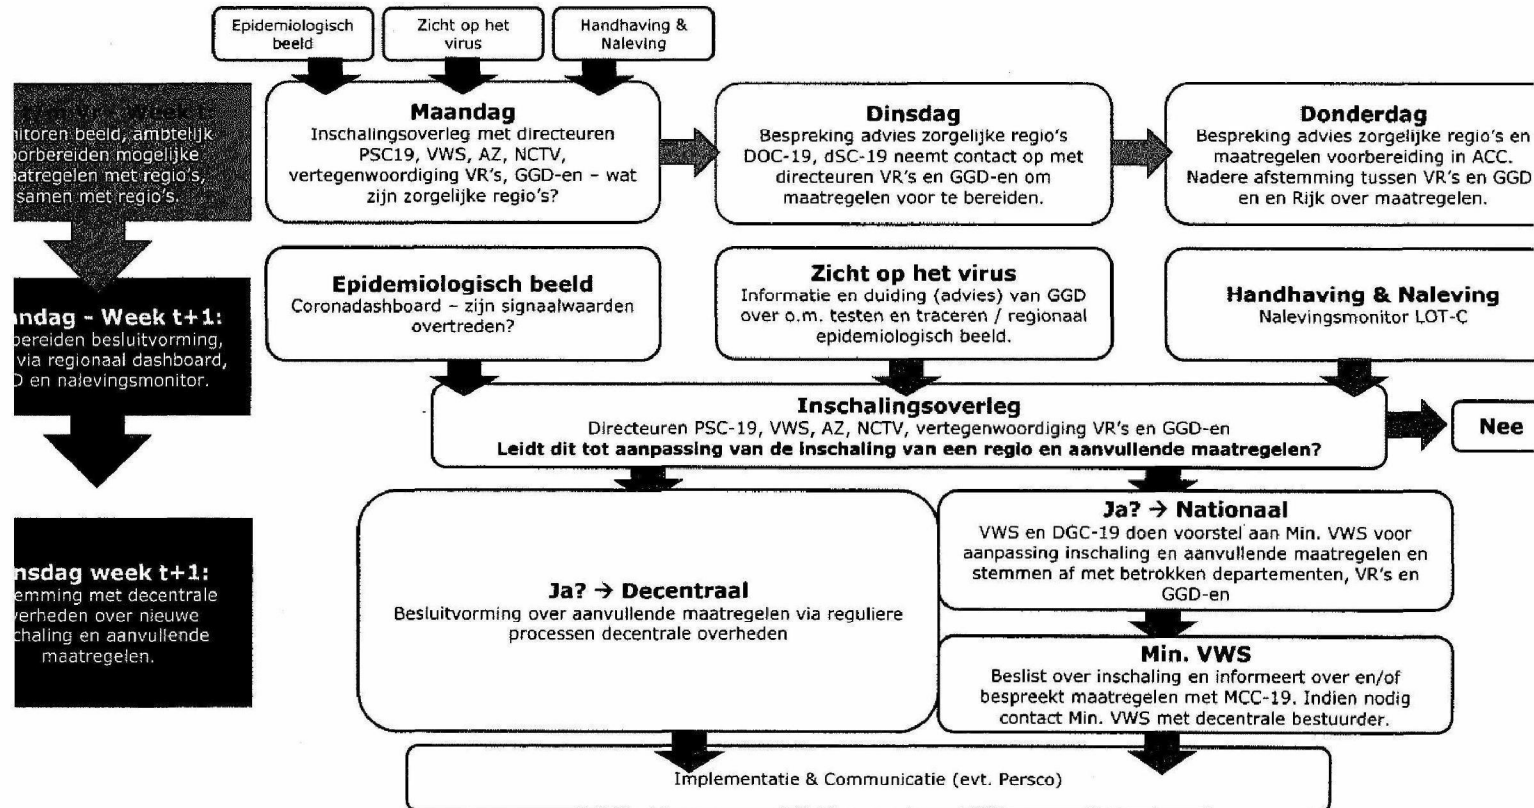 Epidemiologisch
beeld
Zicht op het
virus
Handhaving &
Naleving
Week t:
beeld, ambtelijk
mogelijke
met regio's,
samen met regio's.
Maandag
Inschalingsoverleg met directeuren
PSC19, VWS, AZ, NCTV,
vertegenwoordiging VR's, GGD-en – wat
zijn zorgelijke regio's?
Dinsdag
Bespreking advies zorgelijke regio's
DOC-19, dSC-19 neemt contact op met
directeuren VR's en GGD-en om
maatregelen voor te bereiden.
Donderdag
Bespreking advies zorgelijke regio's en
maatregelen voorbereiding in ACC.
Nadere afstemming tussen VR's en GGD
en en Rijk over maatregelen.
- Week t+1:
besluitvorming,
via regionaal dashboard,
en nalevingsmonitor.
Epidemiologisch beeld
Coronadashboard – zijn signaalwaarden
overtreden?
Zicht op het virus
Informatie en duiding (advies) van GGD
over o.m. testen en traceren / regionaal
epidemiologisch beeld.
Handhaving & Naleving
Nalevingsmonitor LOT-C
Inschalingsoverleg
Directeuren PSC-19, VWS, AZ, NCTV, vertegenwoordiging VR's en GGD-en
Leidt dit tot aanpassing van de inschaling van een regio en aanvullende maatregelen?
Nee
week t+1:
met decentrale
over nieuwe
en aanvullende
maatregelen.
Ja? → Decentraal
Besluitvorming over aanvullende maatregelen via reguliere
processen decentrale overheden
Ja? → Nationaal
VWS en DGC-19 doen voorstel aan Min. VWS voor
aanpassing inschaling en aanvullende maatregelen en
stemmen af met betrokken departementen, VR's en
GGD-en
Min. VWS
Beslist over inschaling en informeert over en/of
bespreekt maatregelen met MCC-19. Indien nodig
contact Min. VWS met decentrale bestuurder.
Implementatie & Communicatie (evt. Persco)